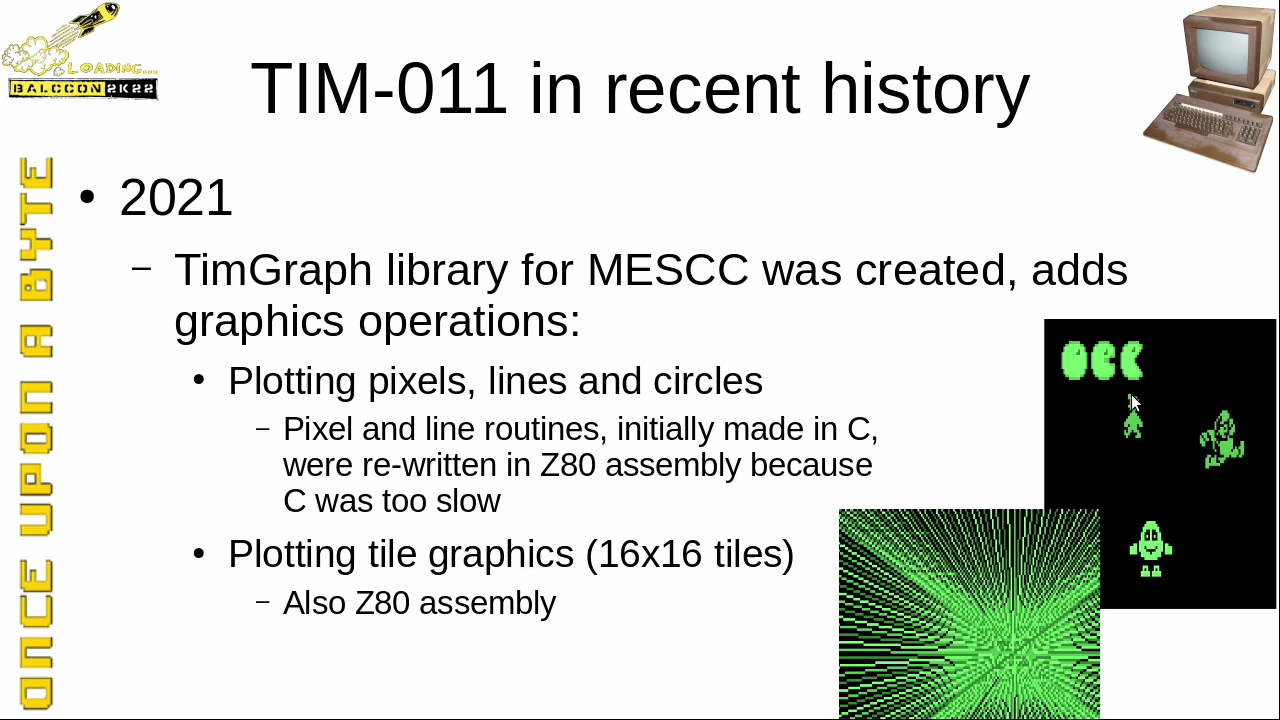 LOADING...
BALCCON2K22
TIM-011 in recent history
ONCE UPON A BYTE
• 2021
– TimGraph library for MESCC was created, adds
graphics operations:
• Plotting pixels, lines and circles
– Pixel and line routines, initially made in C,
were re-written in Z80 assembly because
C was too slow
• Plotting tile graphics (16x16 tiles)
– Also Z80 assembly